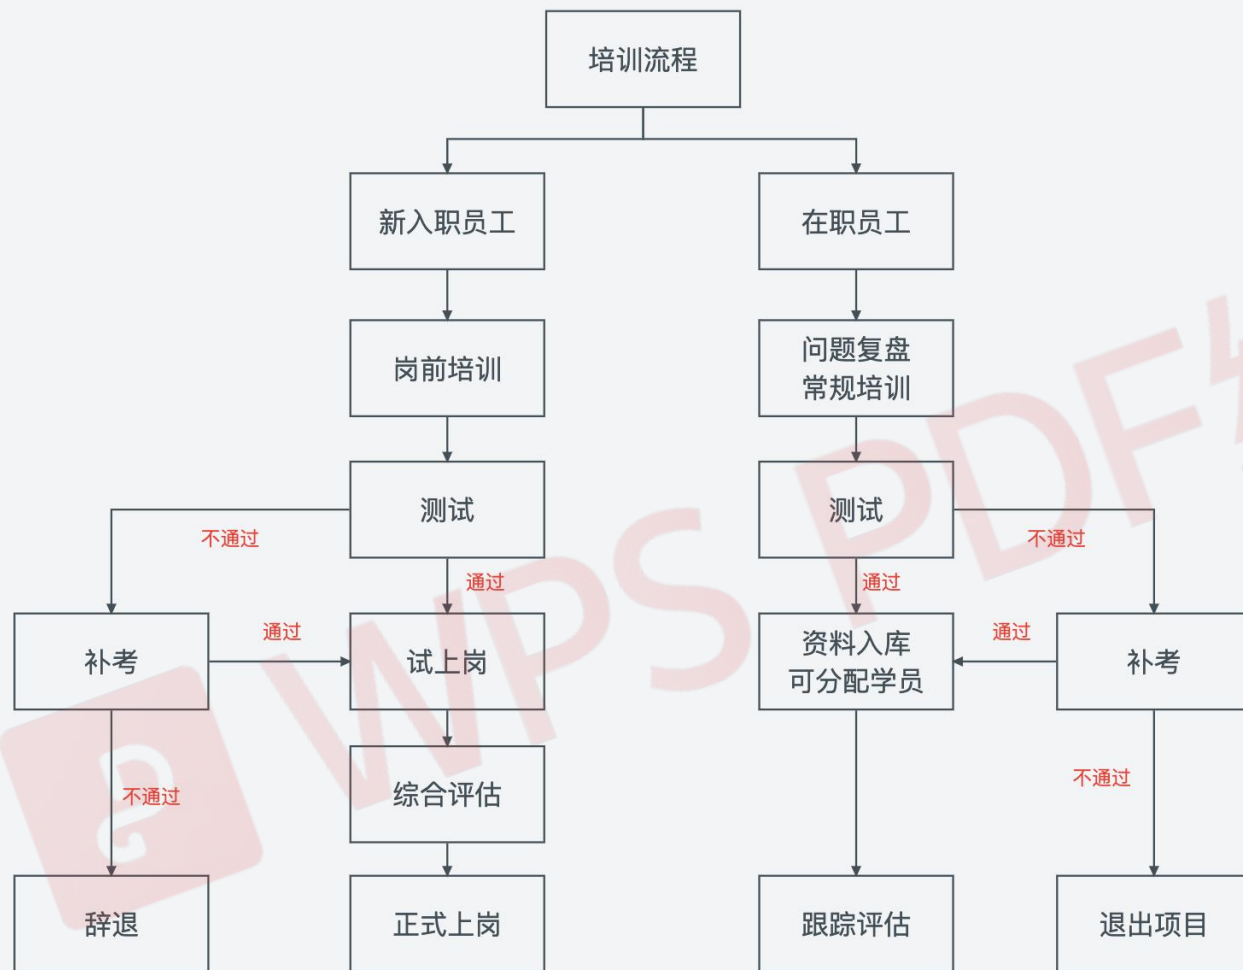 培训流程
新入职员工
在职员工
岗前培训
问题复盘
常规培训
测试
测试
不通过
不通过
通过
通过
补考
通过
试上岗
资料入库
可分配学员
通过
补考
不通过
综合评估
不通过
辞退
正式上岗
跟踪评估
退出项目
WPS PDF